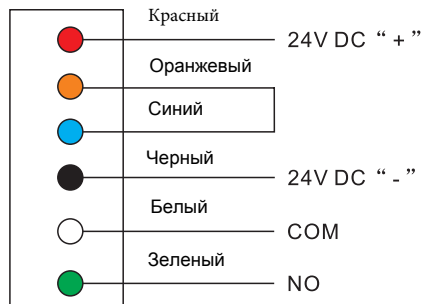 Красный
24V DC “ + ”
Оранжевый
Синий
Черный
24V DC “ - ”
Белый
COM
Зеленый
NO